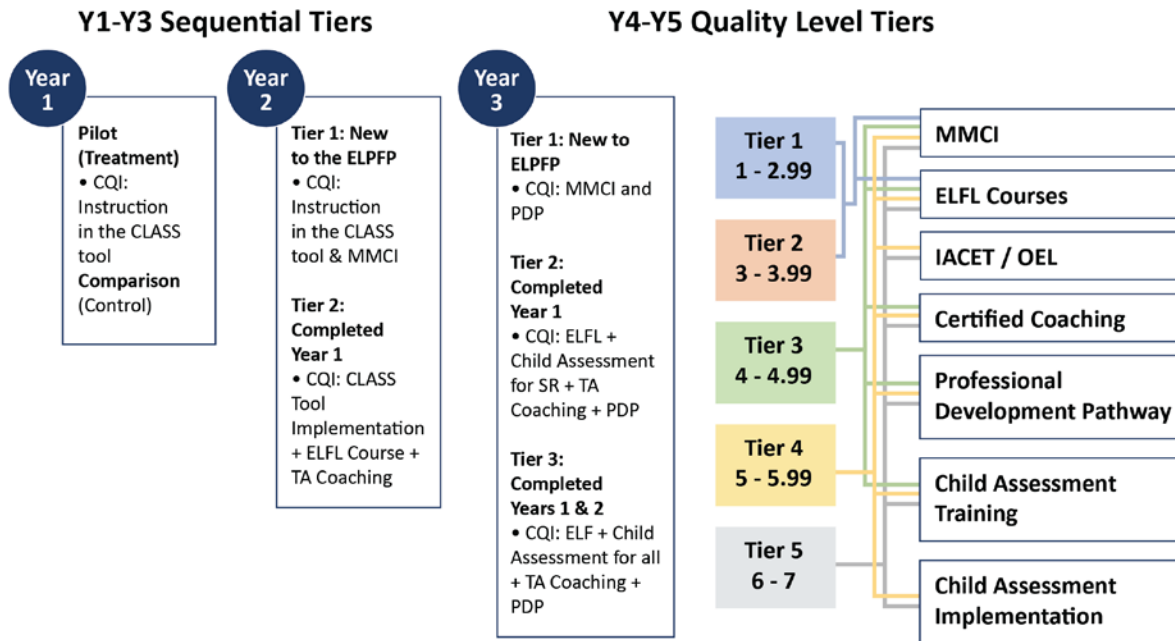 Y1-Y3 Sequential Tiers
Y4-Y5 Quality Level Tiers
Year
1
Pilot
(Treatment)
• CQI:
Instruction
in the CLASS
tool
Comparison
(Control)
Year
2
Tier 1: New
to the ELPFP
• CQI:
Instruction
in the CLASS
tool & MMCI
Tier 2:
Completed
Year 1
• CQI: CLASS
Tool
Implementation
+ ELFL Course +
TA Coaching
Year
3
Tier 1: New to
ELPFP
• CQI: MMCI and
PDP
Tier 2:
Completed
Year 1
• CQI: ELFL +
Child Assessment
for SR + TA
Coaching + PDP
Tier 3:
Completed
Years 1 & 2
• CQI: ELF + Child
Assessment for all
+ TA Coaching +
PDP
Tier 1
1 - 2.99
Tier 2
3 - 3.99
Tier 3
4 - 4.99
Tier 4
5 - 5.99
Tier 5
6 - 7
MMCI
ELFL Courses
IACET / OEL
Certified Coaching
Professional
Development Pathway
Child Assessment
Training
Child Assessment
Implementation